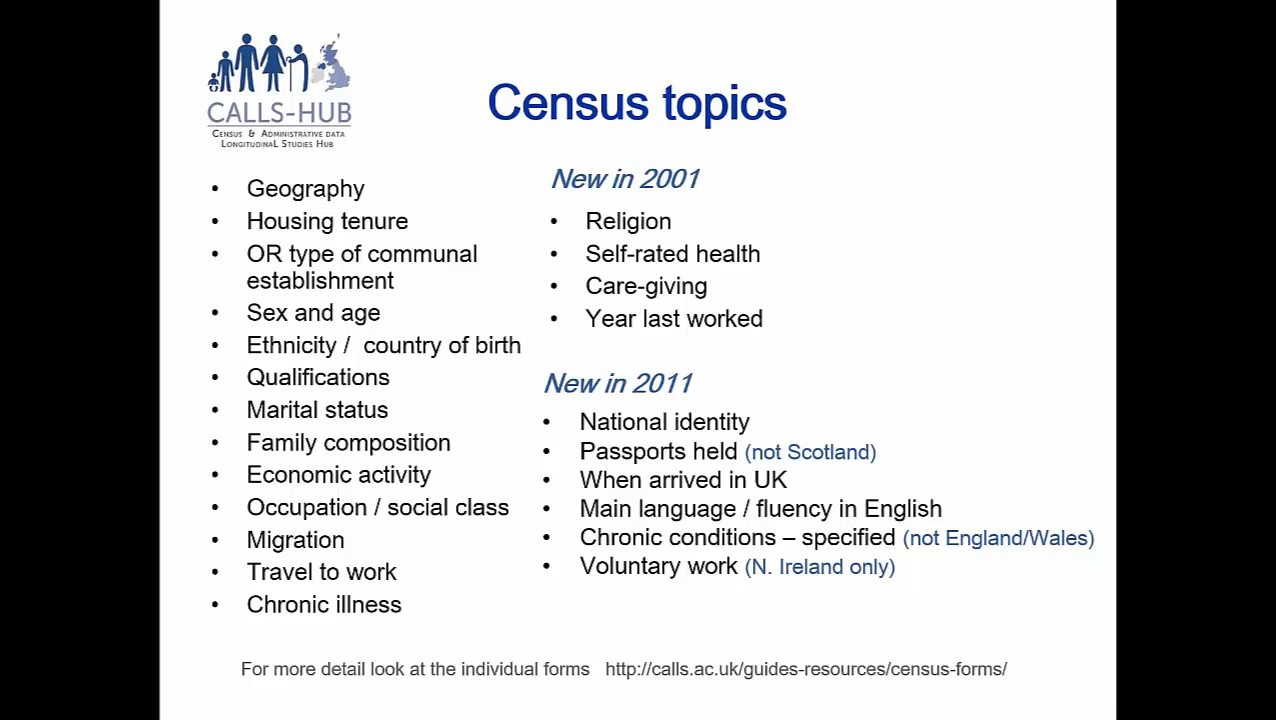 CALLS-HUB
CENSUS & ADMINISTRATIVE DATA
LONGITUDINAL STUDIES HUB
Census topics
• Geography
• Housing tenure
• OR type of communal
establishment
• Sex and age
• Ethnicity / country of birth
• Qualifications
• Marital status
• Family composition
• Economic activity
• Occupation / social class
• Migration
• Travel to work
• Chronic illness
New in 2001
• Religion
• Self-rated health
• Care-giving
• Year last worked
New in 2011
• National identity
• Passports held (not Scotland)
• When arrived in UK
• Main language / fluency in English
• Chronic conditions – specified (not England/Wales)
• Voluntary work (N. Ireland only)
For more detail look at the individual forms http://calls.ac.uk/guides-resources/census-forms/